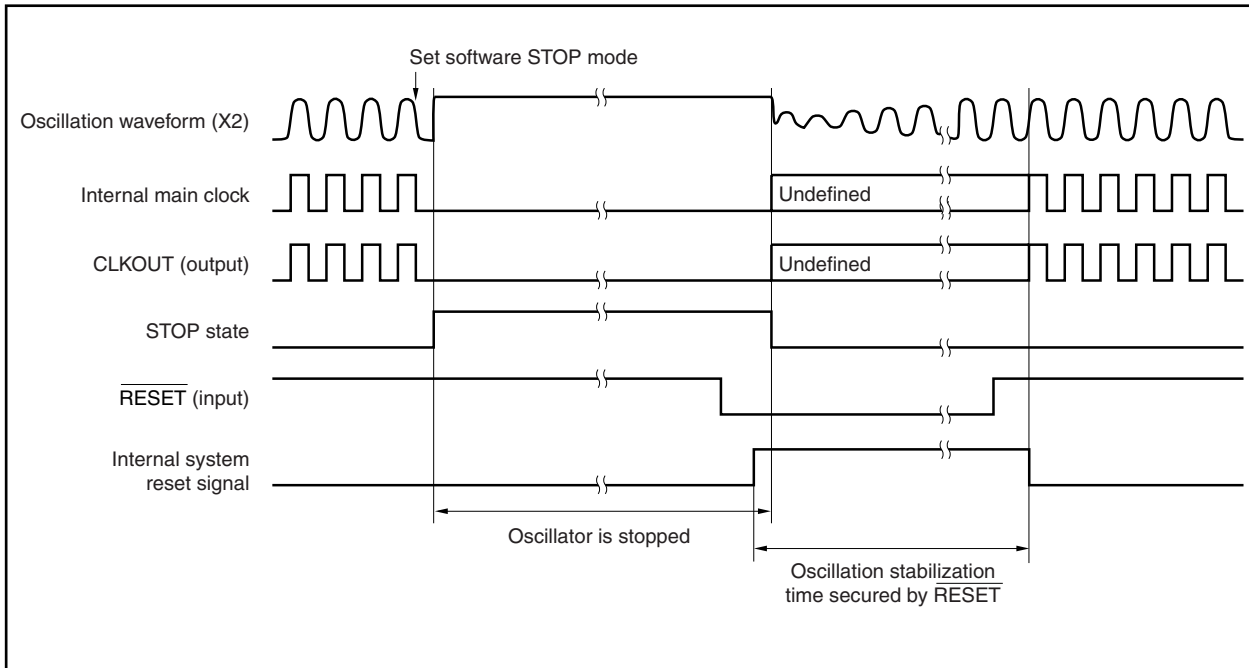 Set software STOP mode
Oscillation waveform (X2)
Internal main clock
Undefined
CLKOUT (output)
Undefined
STOP state
RESET (input)
Internal system
reset signal
Oscillator is stopped
Oscillation stabilization
time secured by RESET